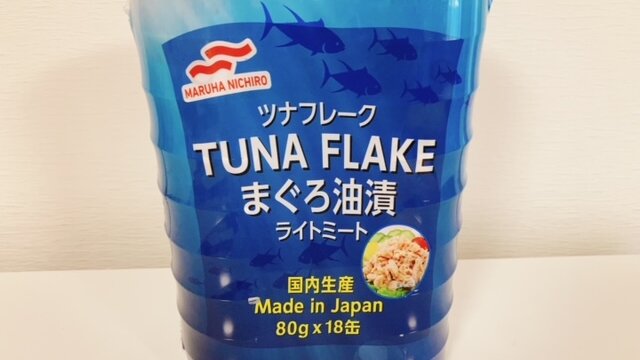 MARUHA NICHIRO
ツナフレーク
TUNA FLAKE
まぐろ油漬
ライトミート
国内生産
Made in Japan
80g x 18缶